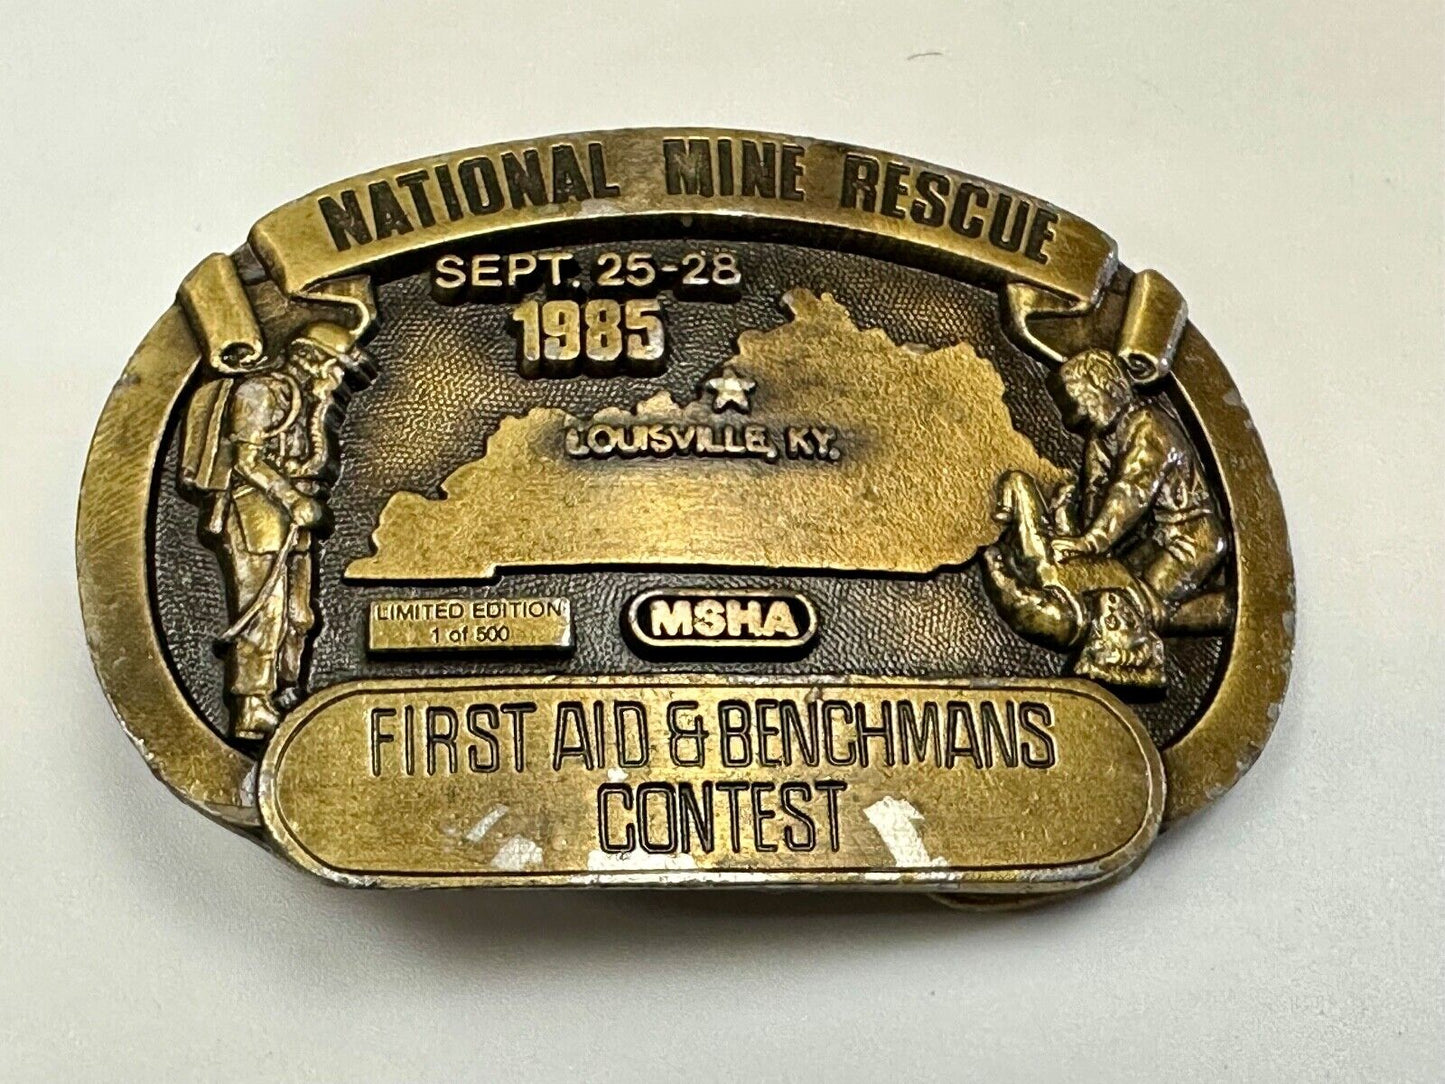 NATIONAL MINE RESCUE
SEPT. 25-28
1985
LOUISVILLE, KY.
LIMITED EDITION
1 of 500
MSHA
FIRST AID & BENCHMANS
CONTEST